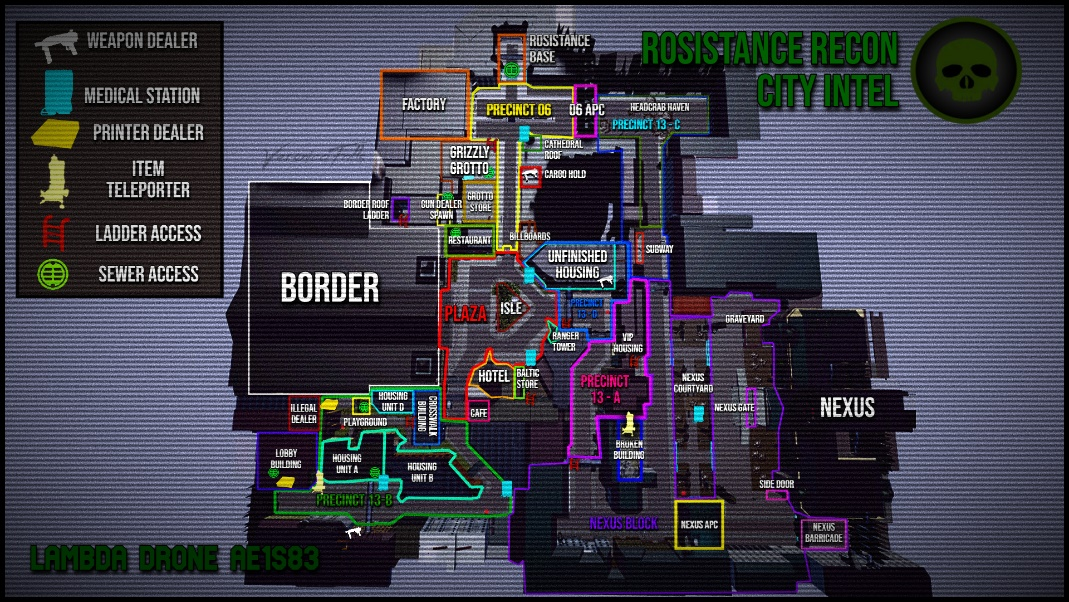 WEAPON DEALER
MEDICAL STATION
PRINTER DEALER
ITEM
TELEPORTER
LADDER ACCESS
SEWER ACCESS
ROSISTANCE RECON
CITY INTEL
ROSISTANCE
BASE
FACTORY
PRECINCT 06
06 APC
HEADCRAB HAVEN
PRECINCT 13 - C
GRIZZLY
GROTTO
CATHEDRAL
ROOF
CARGO HOLD
BORDER ROOF
LADDER
GUN DEALER
SPAWN
GROTTO
STORE
RESTAURANT
BILLBOARDS
UNFINISHED
HOUSING
SUBWAY
BORDER
PLAZA
ISLE
PRECINCT
RANGER
TOWER
VIP
HOUSING
GRAVEYARD
HOTEL
BALTIC
STORE
CAFE
PRECINCT
13 - A
NEXUS
COURTYARD
NEXUS GATE
NEXUS
ILLEGAL
DEALER
PLAYGROUND
HOUSING
UNIT D
CROSSWALK
BUILDING
LOBBY
BUILDING
HOUSING
UNIT A
HOUSING
UNIT B
BROKEN
BUILDING
SIDE DOOR
PRECINCT 13-B
NEXUS BLOCK
NEXUS APC
NEXUS
BARRICADE
LAMBDA DRONE AE1S83